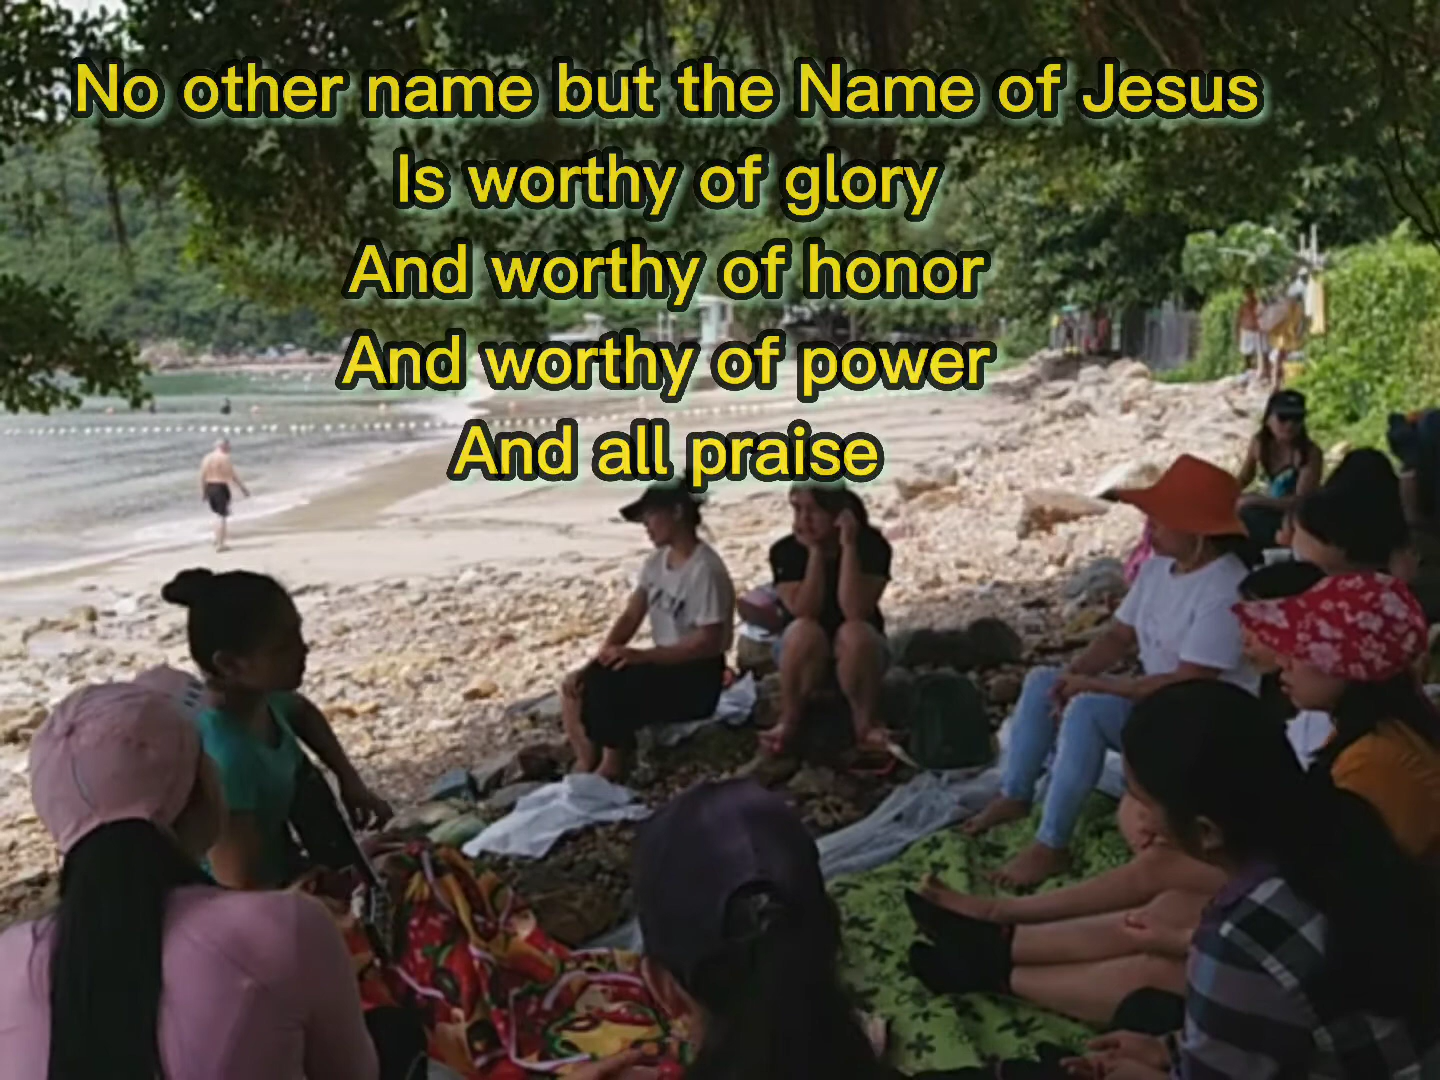 No other name but the Name of Jesus
Is worthy of glory
And worthy of honor
And worthy of power
And all praise